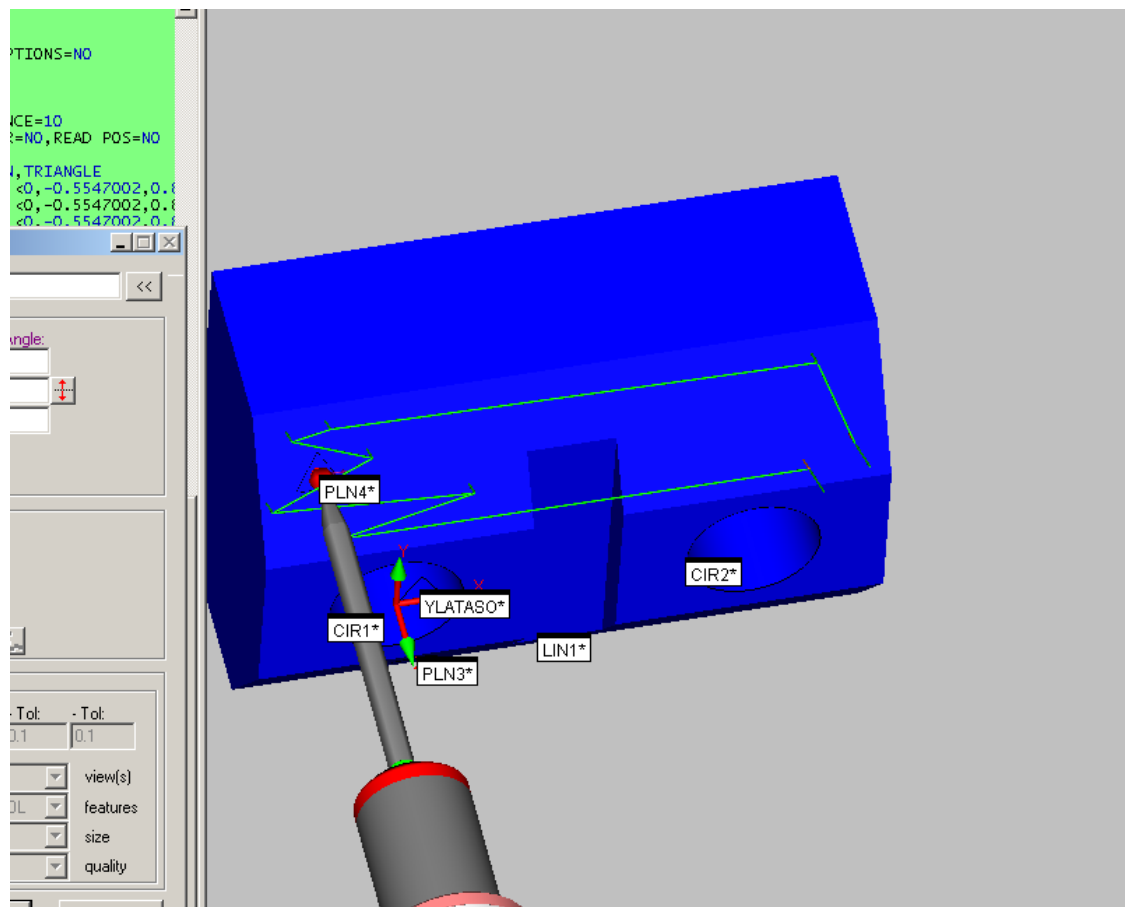 PTIONS=NO
NCE=10
R=NO,READ POS=NO
N,TRIANGLE
<0,-0.5547002,0.8
<0,-0.5547002,0.8
<0,-0.5547002,0.8
<<
Angle:
PLN4*
CIR2*
YLATASO*
CIR1*
LIN1*
PLN3*
Y
X
- Tol:
- Tol:
0.1
0.1
view(s)
OL
features
size
quality